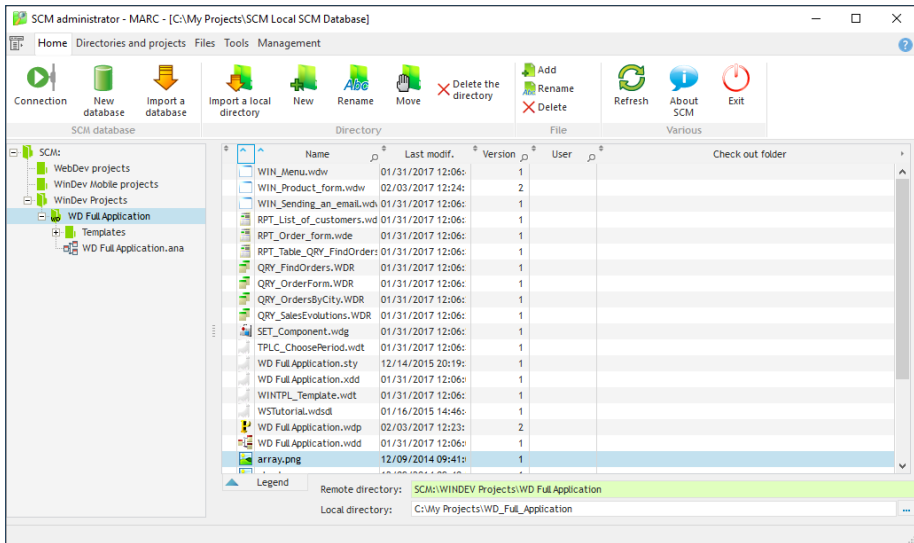 SCM administrator - MARC - [C:\My Projects\SCM Local SCM Database]
Home Directories and projects Files Tools Management
Connection
New database
Import a database
SCM database
Import a local directory
New
Rename
Move
Delete the directory
Directory
Add
Rename
Delete
File
Refresh
About SCM
Exit
Various
SCM:
WebDev projects
WinDev Mobile projects
WinDev Projects
WD Full Application
Templates
WD Full Application.ana
Name Last modif. Version User Check out folder
WIN_Menu.wdw 01/31/2017 12:06: 1
WIN_Product_form.wdw 02/03/2017 12:24: 2
WIN_Sending_an_email.wdw 01/31/2017 12:06: 1
RPT_List_of_customers.wd 01/31/2017 12:06: 1
RPT_Order_form.wde 01/31/2017 12:06: 1
RPT_Table_QRY_FindOrders 01/31/2017 12:06: 1
QRY_FindOrders.WDR 01/31/2017 12:06: 1
QRY_OrderForm.WDR 01/31/2017 12:06: 1
QRY_OrdersByCity.WDR 01/31/2017 12:06: 1
QRY_SalesEvolutions.WDR 01/31/2017 12:06: 1
SET_Component.wdg 01/31/2017 12:06: 1
TPLC_ChoosePeriod.wdt 01/31/2017 12:06: 1
WD Full Application.sty 12/14/2015 20:19: 1
WD Full Application.xdd 01/31/2017 12:06: 1
WINTPL_Template.wdt 01/31/2017 12:06: 1
WSTutorial.wdsdl 01/16/2015 14:46: 1
WD Full Application.wdp 02/03/2017 12:23: 2
WD Full Application.wdd 01/31/2017 12:06: 1
array.png 12/09/2014 09:41: 1
Legend
Remote directory: SCM:\WINDEV Projects\WD Full Application
Local directory: C:\My Projects\WD_Full_Application